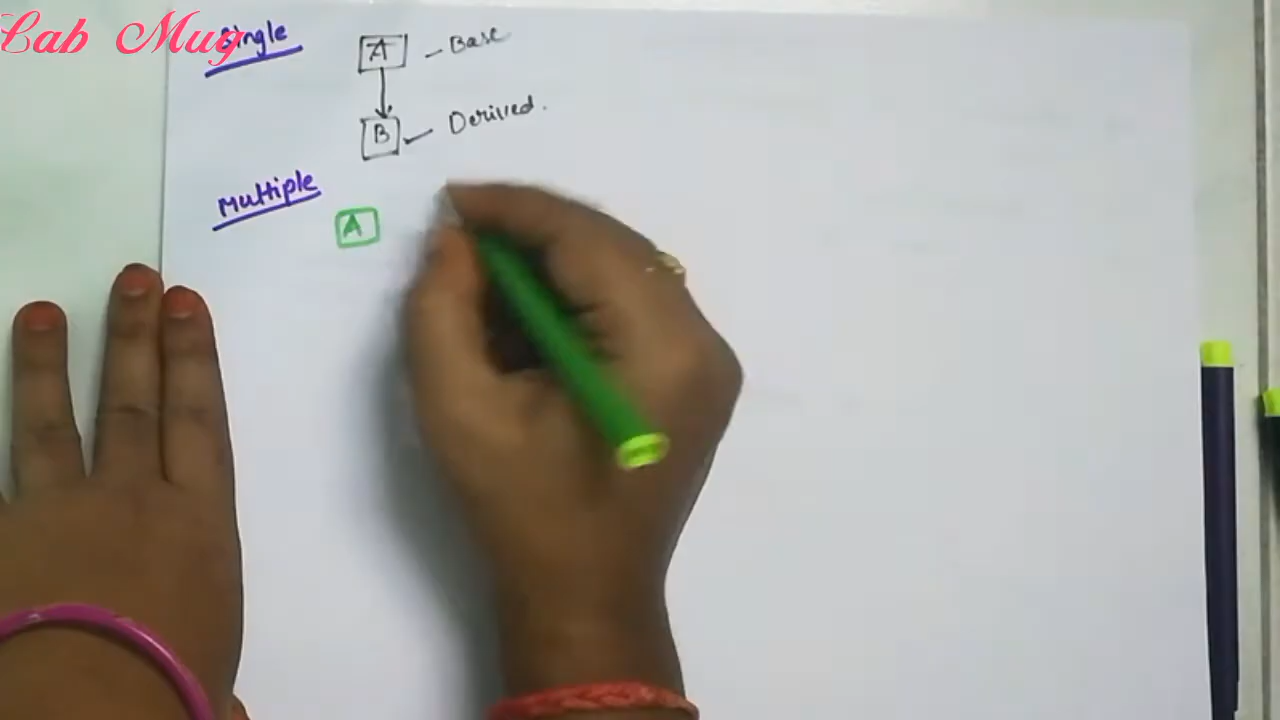 Lab Mug
Single
A - Base
B - Derived.
Multiple
A